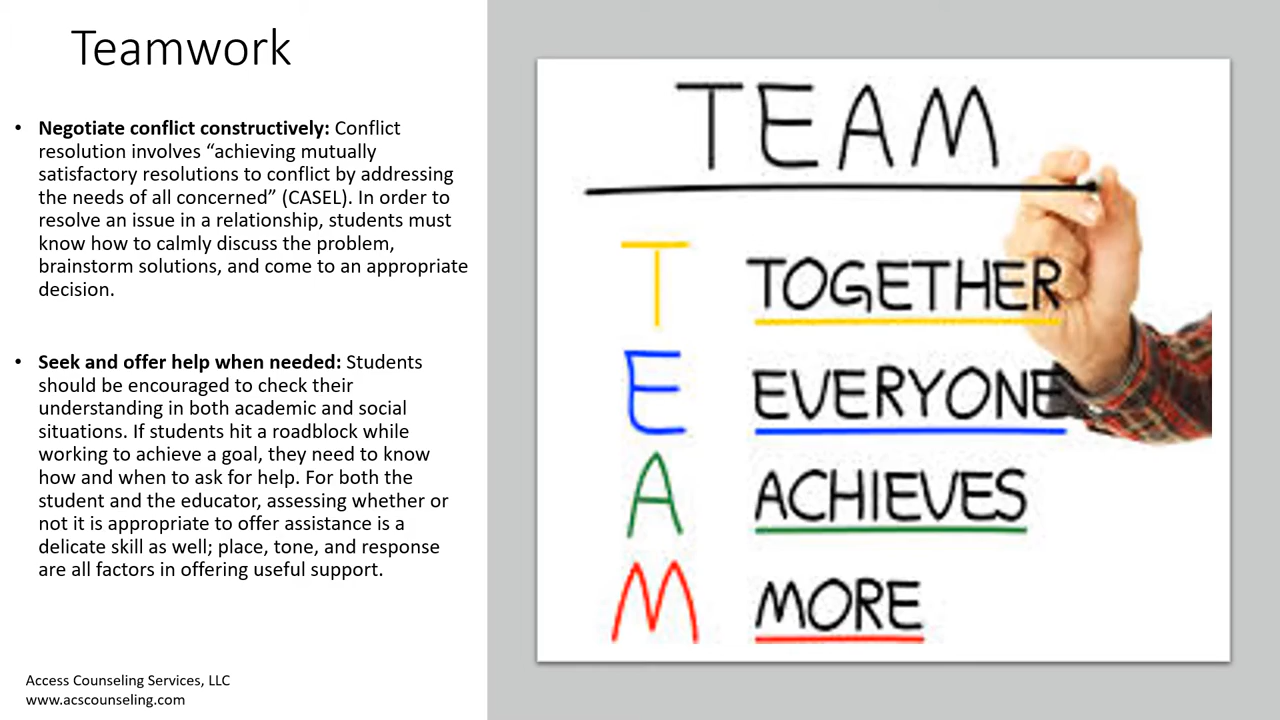 Teamwork
• Negotiate conflict constructively: Conflict
resolution involves “achieving mutually
satisfactory resolutions to conflict by addressing
the needs of all concerned” (CASEL). In order to
resolve an issue in a relationship, students must
know how to calmly discuss the problem,
brainstorm solutions, and come to an appropriate
decision.
• Seek and offer help when needed: Students
should be encouraged to check their
understanding in both academic and social
situations. If students hit a roadblock while
working to achieve a goal, they need to know
how and when to ask for help. For both the
student and the educator, assessing whether or
not it is appropriate to offer assistance is a
delicate skill as well; place, tone, and response
are all factors in offering useful support.
Access Counseling Services, LLC
www.acscounseling.com
TEAM
T TOGETHER
E EVERYONE
A ACHIEVES
M MORE